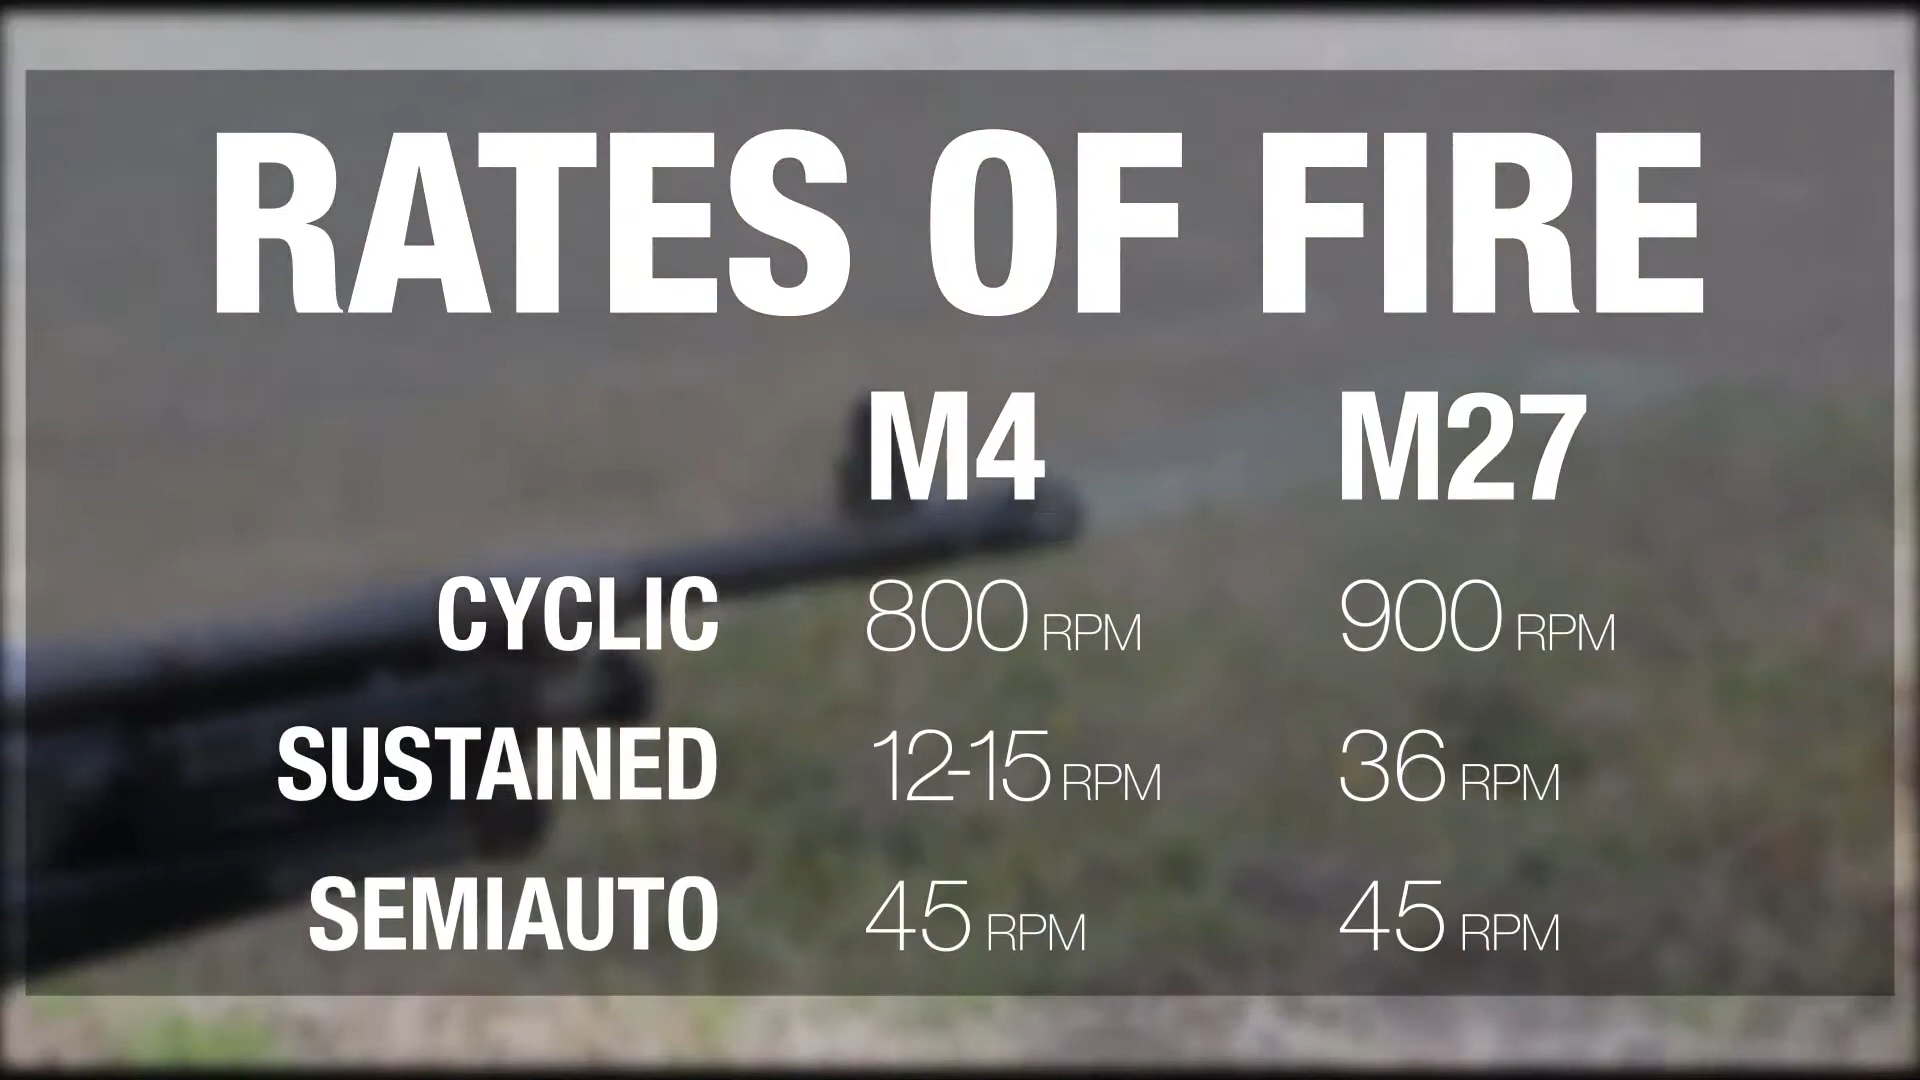 RATES OF FIRE
M4 M27
CYCLIC 800 RPM 900 RPM
SUSTAINED 12-15 RPM 36 RPM
SEMIAUTO 45 RPM 45 RPM